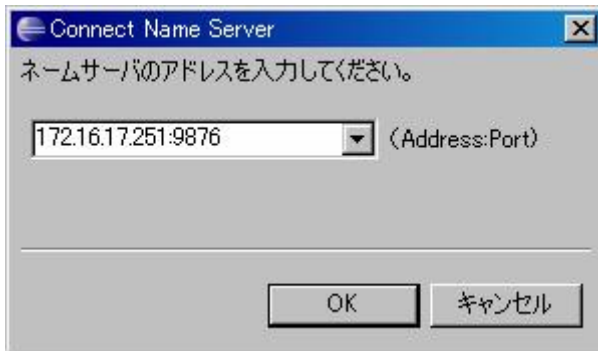 Connect Name Server
ネームサーバのアドレスを入力してください。
172.16.17.251:9876 (Address:Port)
OK キャンセル